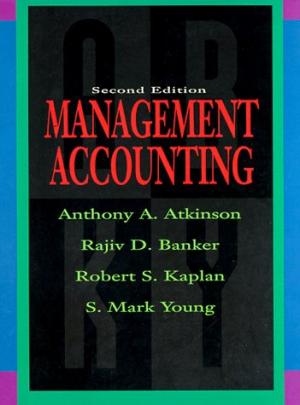 Second Edition
MANAGEMENT
ACCOUNTING
Anthony A. Atkinson
Rajiv D. Banker
Robert S. Kaplan
S. Mark Young